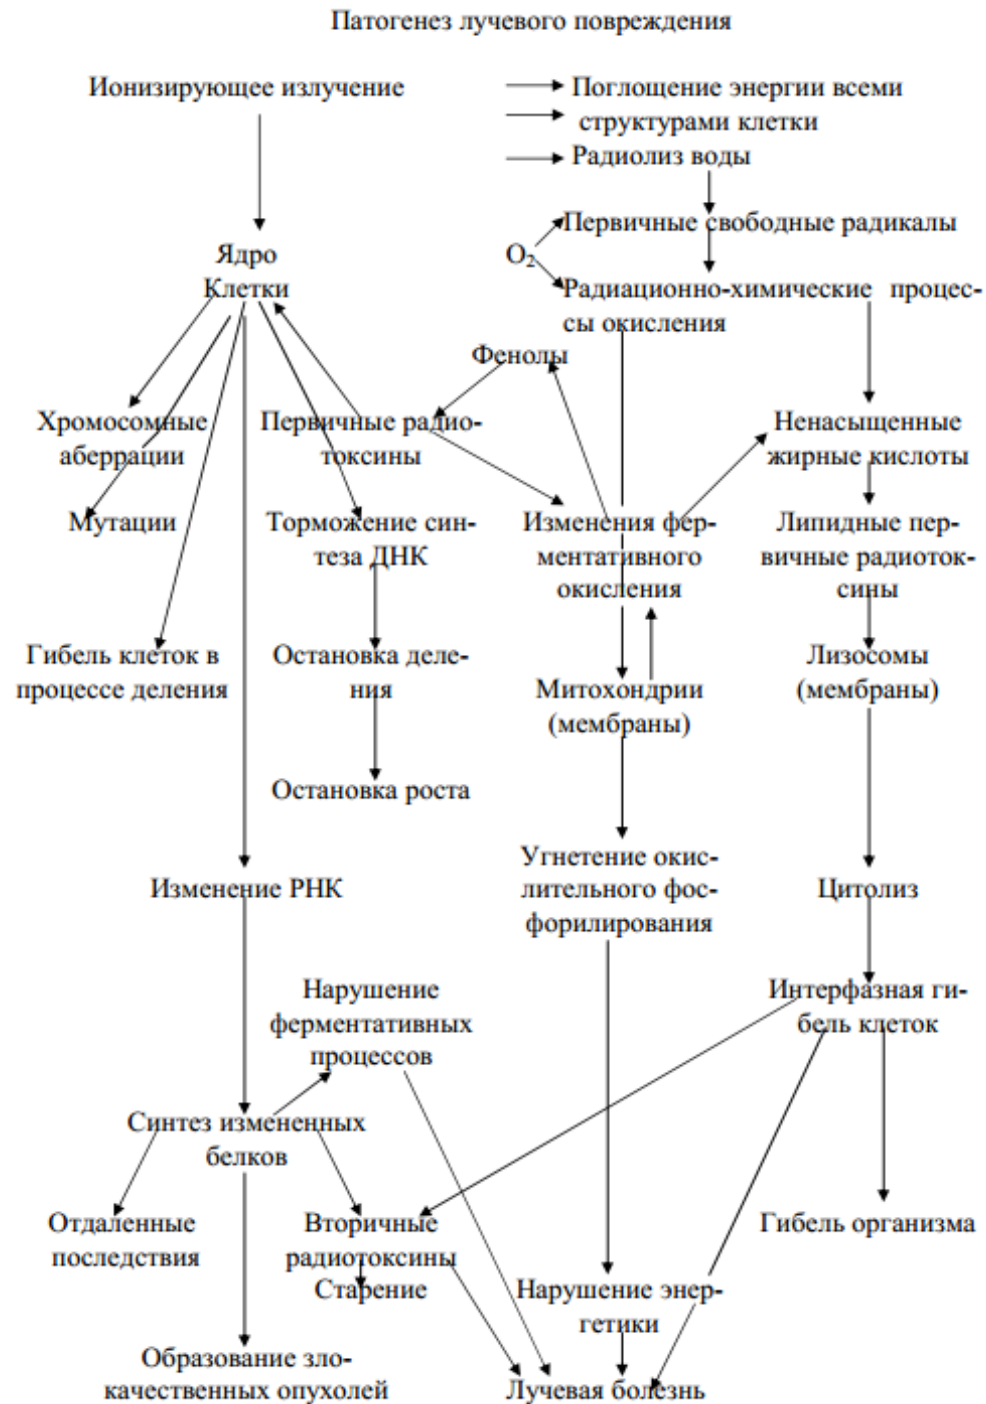 Патогенез лучевого повреждения
Ионизирующее излучение
Поглощение энергии всеми
структурами клетки
Радиолиз воды
Первичные свободные радикалы
O₂
Ядро
Клетки
Радиационно-химические процес-
сы окисления
Фенолы
Хромосомные
аберрации
Первичные радио-
токсины
Ненасыщенные
жирные кислоты
Мутации
Торможение син-
теза ДНК
Изменения фер-
ментативного
окисления
Липидные пер-
вичные радиоток-
сины
Гибель клеток в
процессе деления
Остановка деле-
ния
Митохондрии
(мембраны)
Лизосомы
(мембраны)
Остановка роста
Изменение РНК
Угнетение окис-
лительного фос-
форилирования
Цитолиз
Нарушение
ферментативных
процессов
Интерфазная ги-
бель клеток
Синтез измененных
белков
Отдаленные
последствия
Вторичные
радиотоксины
Старение
Гибель организма
Нарушение энер-
гетики
Образование зло-
качественных опухолей
Лучевая болезнь